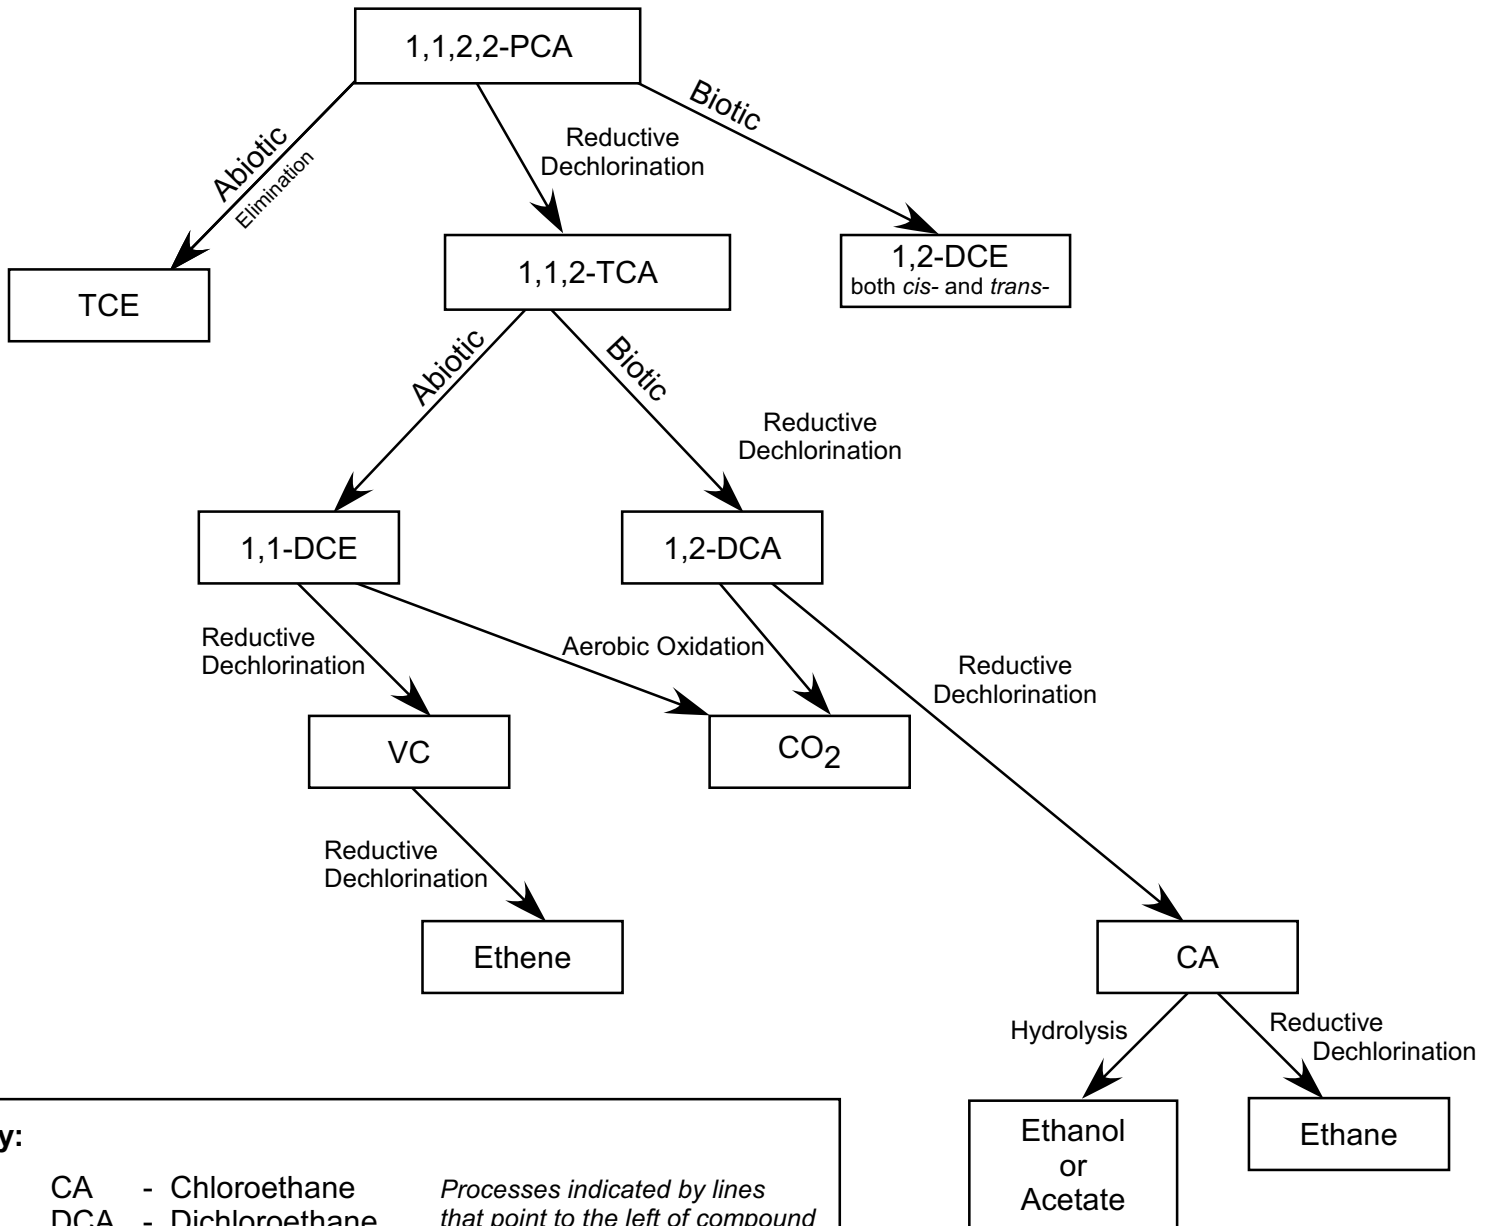 1,1,2,2-PCA
Abiotic
Elimination
Reductive
Dechlorination
Biotic
TCE
1,1,2-TCA
1,2-DCE
both cis- and trans-
Abiotic
Biotic
Reductive
Dechlorination
1,1-DCE
1,2-DCA
Reductive
Dechlorination
Aerobic Oxidation
Reductive
Dechlorination
VC
CO2
Reductive
Dechlorination
Ethene
CA
Hydrolysis
Reductive
Dechlorination
Ethanol
or
Acetate
Ethane
y:
CA - Chloroethane
DCA - Dichloroethane
Processes indicated by lines
that point to the left of compound